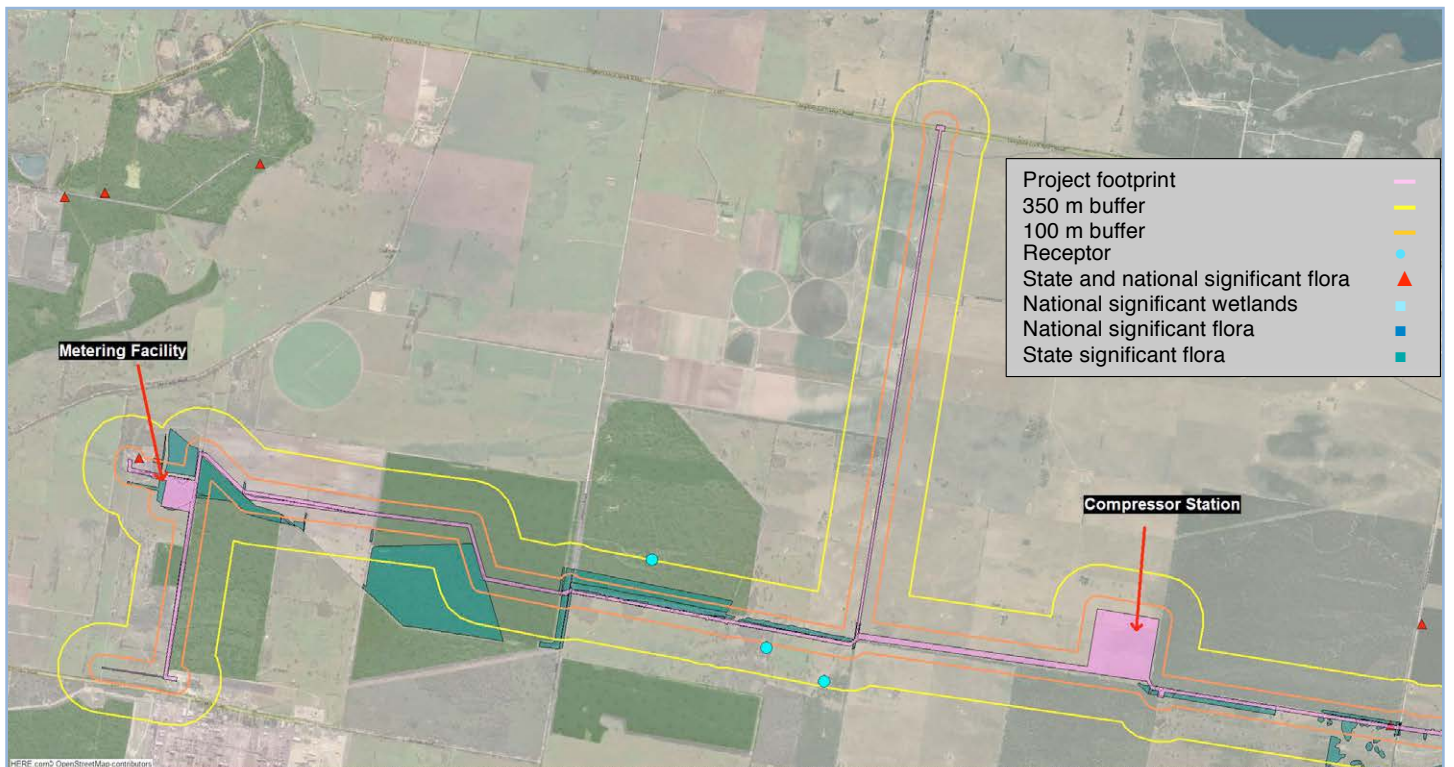 Project footprint
350 m buffer
100 m buffer
Receptor
State and national significant flora
National significant wetlands
National significant flora
State significant flora
Metering Facility
Compressor Station
HERE.com© OpenStreetMap contributors